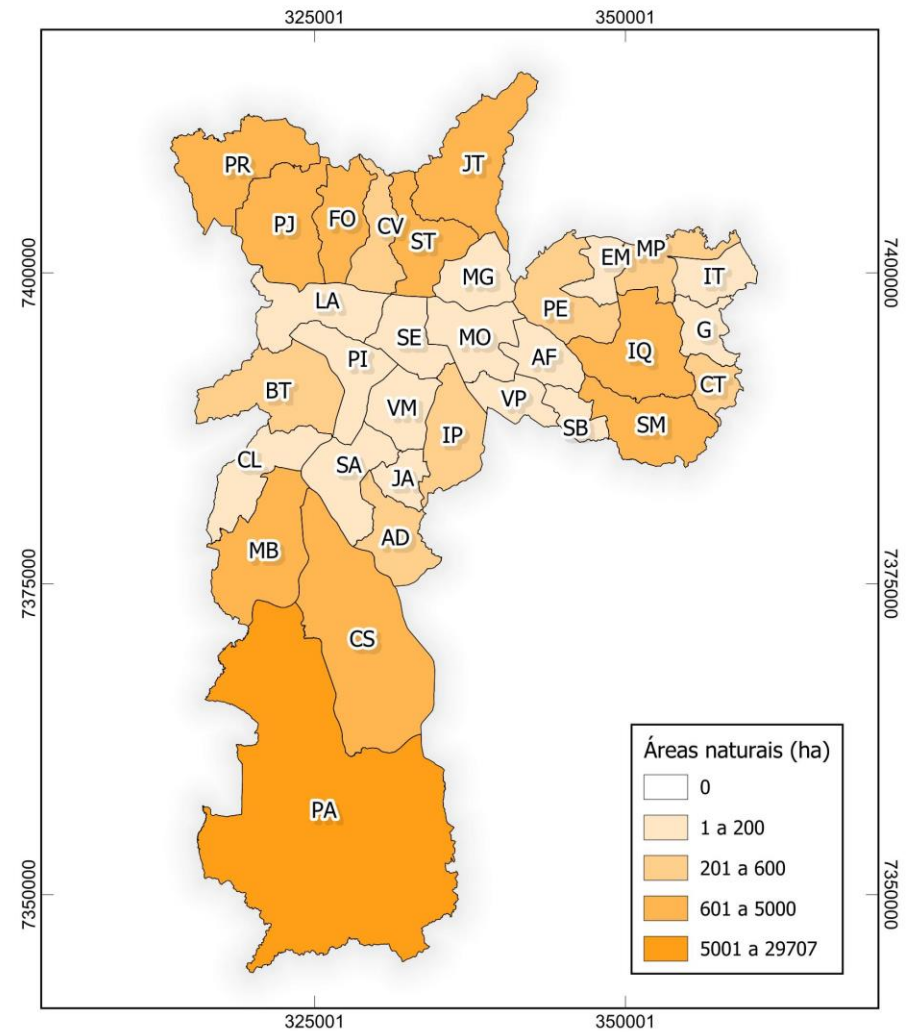 325001 350001
PR
JT
PJ FO CV ST
7400000 7400000
MG EM MP IT
LA PE
SE MO G
PI AF IQ
BT VM VP CT
IP SB SM
CL SA JA
AD
MB
7375000 7375000
CS
Áreas naturais (ha)
0
PA
1 a 200
201 a 600
7350000 7350000
601 a 5000
5001 a 29707
325001 350001